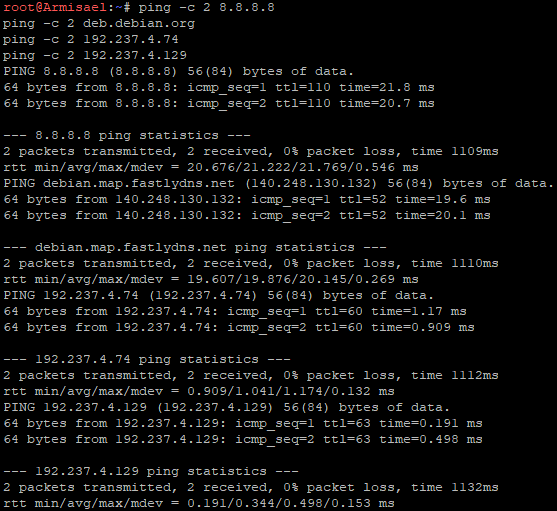 root@Armisael:~# ping -c 2 8.8.8.8
ping -c 2 deb.debian.org
ping -c 2 192.237.4.74
ping -c 2 192.237.4.129
PING 8.8.8.8 (8.8.8.8) 56(84) bytes of data.
64 bytes from 8.8.8.8: icmp_seq=1 ttl=110 time=21.8 ms
64 bytes from 8.8.8.8: icmp_seq=2 ttl=110 time=20.7 ms

--- 8.8.8.8 ping statistics ---
2 packets transmitted, 2 received, 0% packet loss, time 1109ms
rtt min/avg/max/mdev = 20.676/21.222/21.769/0.546 ms
PING debian.map.fastlydns.net (140.248.130.132) 56(84) bytes of data.
64 bytes from 140.248.130.132: icmp_seq=1 ttl=52 time=19.6 ms
64 bytes from 140.248.130.132: icmp_seq=2 ttl=52 time=20.1 ms

--- debian.map.fastlydns.net ping statistics ---
2 packets transmitted, 2 received, 0% packet loss, time 1110ms
rtt min/avg/max/mdev = 19.607/19.876/20.145/0.269 ms
PING 192.237.4.74 (192.237.4.74) 56(84) bytes of data.
64 bytes from 192.237.4.74: icmp_seq=1 ttl=60 time=1.17 ms
64 bytes from 192.237.4.74: icmp_seq=2 ttl=60 time=0.909 ms

--- 192.237.4.74 ping statistics ---
2 packets transmitted, 2 received, 0% packet loss, time 1112ms
rtt min/avg/max/mdev = 0.909/1.041/1.174/0.132 ms
PING 192.237.4.129 (192.237.4.129) 56(84) bytes of data.
64 bytes from 192.237.4.129: icmp_seq=1 ttl=63 time=0.191 ms
64 bytes from 192.237.4.129: icmp_seq=2 ttl=63 time=0.498 ms

--- 192.237.4.129 ping statistics ---
2 packets transmitted, 2 received, 0% packet loss, time 1132ms
rtt min/avg/max/mdev = 0.191/0.344/0.498/0.153 ms